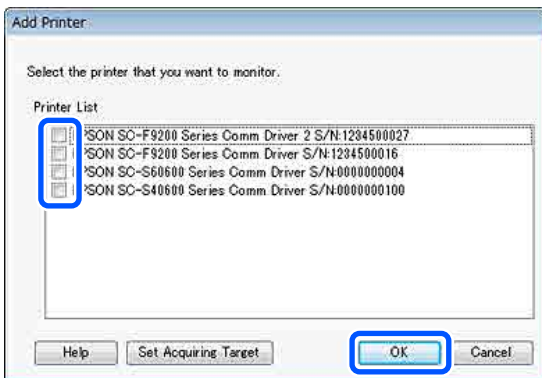 Add Printer
Select the printer that you want to monitor.
Printer List
PSON SC-F9200 Series Comm Driver 2 S/N:1234500027
PSON SC-F9200 Series Comm Driver S/N:1234500016
PSON SC-S60600 Series Comm Driver S/N:0000000004
PSON SC-S40600 Series Comm Driver S/N:0000000100
Help Set Acquiring Target OK Cancel